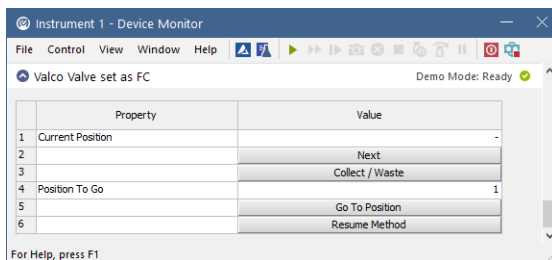 Instrument 1 - Device Monitor
File Control View Window Help
Valco Valve set as FC Demo Mode: Ready
Property Value
1 Current Position -
2 Next
3 Collect / Waste
4 Position To Go 1
5 Go To Position
6 Resume Method
For Help, press F1